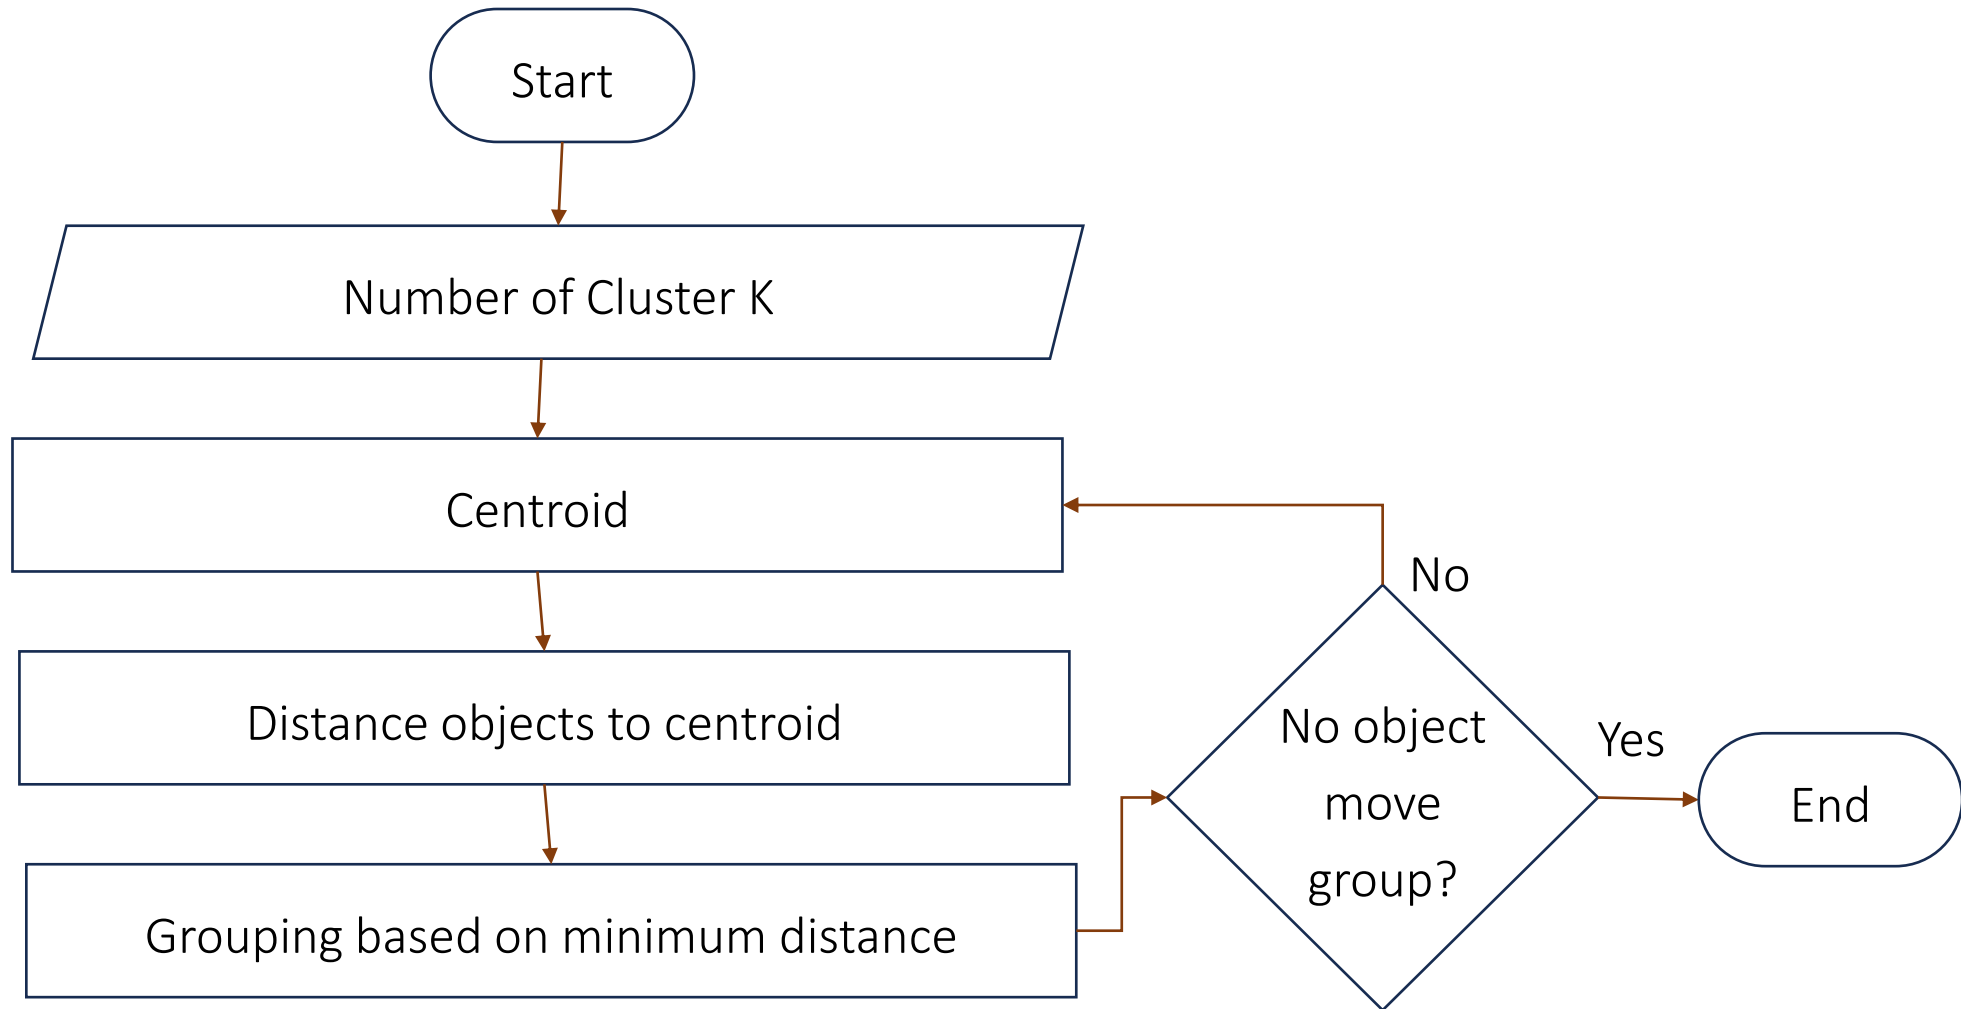 Start
Number of Cluster K
Centroid
Distance objects to centroid
Grouping based on minimum distance
No
No object
move
group?
Yes
End